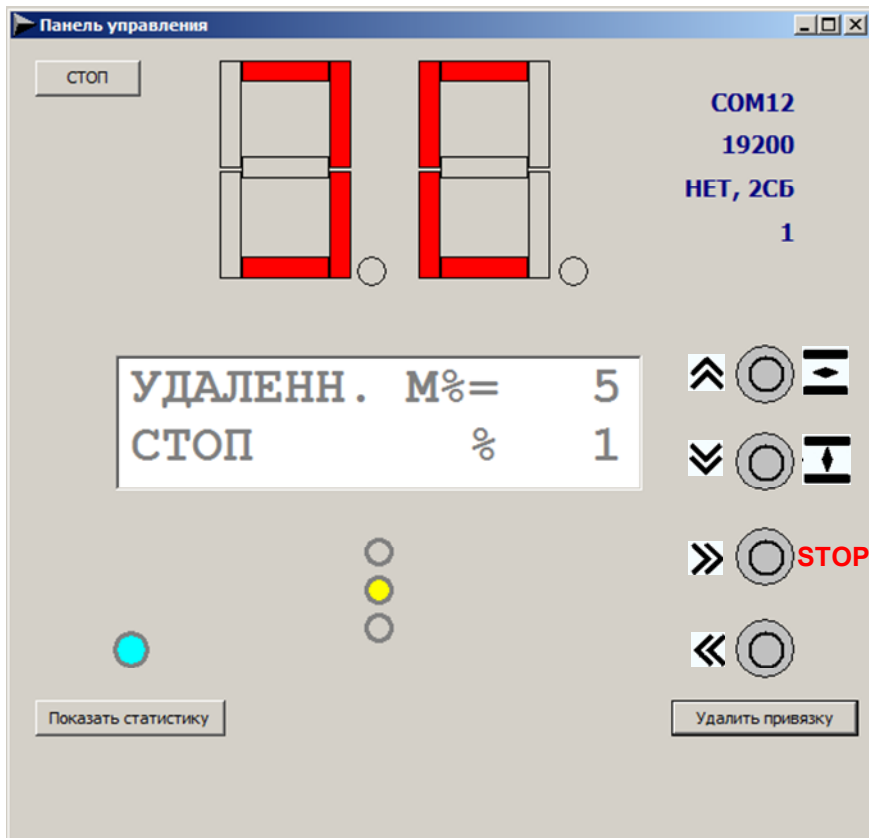 Панель управления
СТОП
COM12
19200
НЕТ, 2СБ
1
УДАЛЕНН. М%= 5
СТОП % 1
STOP
Показать статистику
Удалить привязку